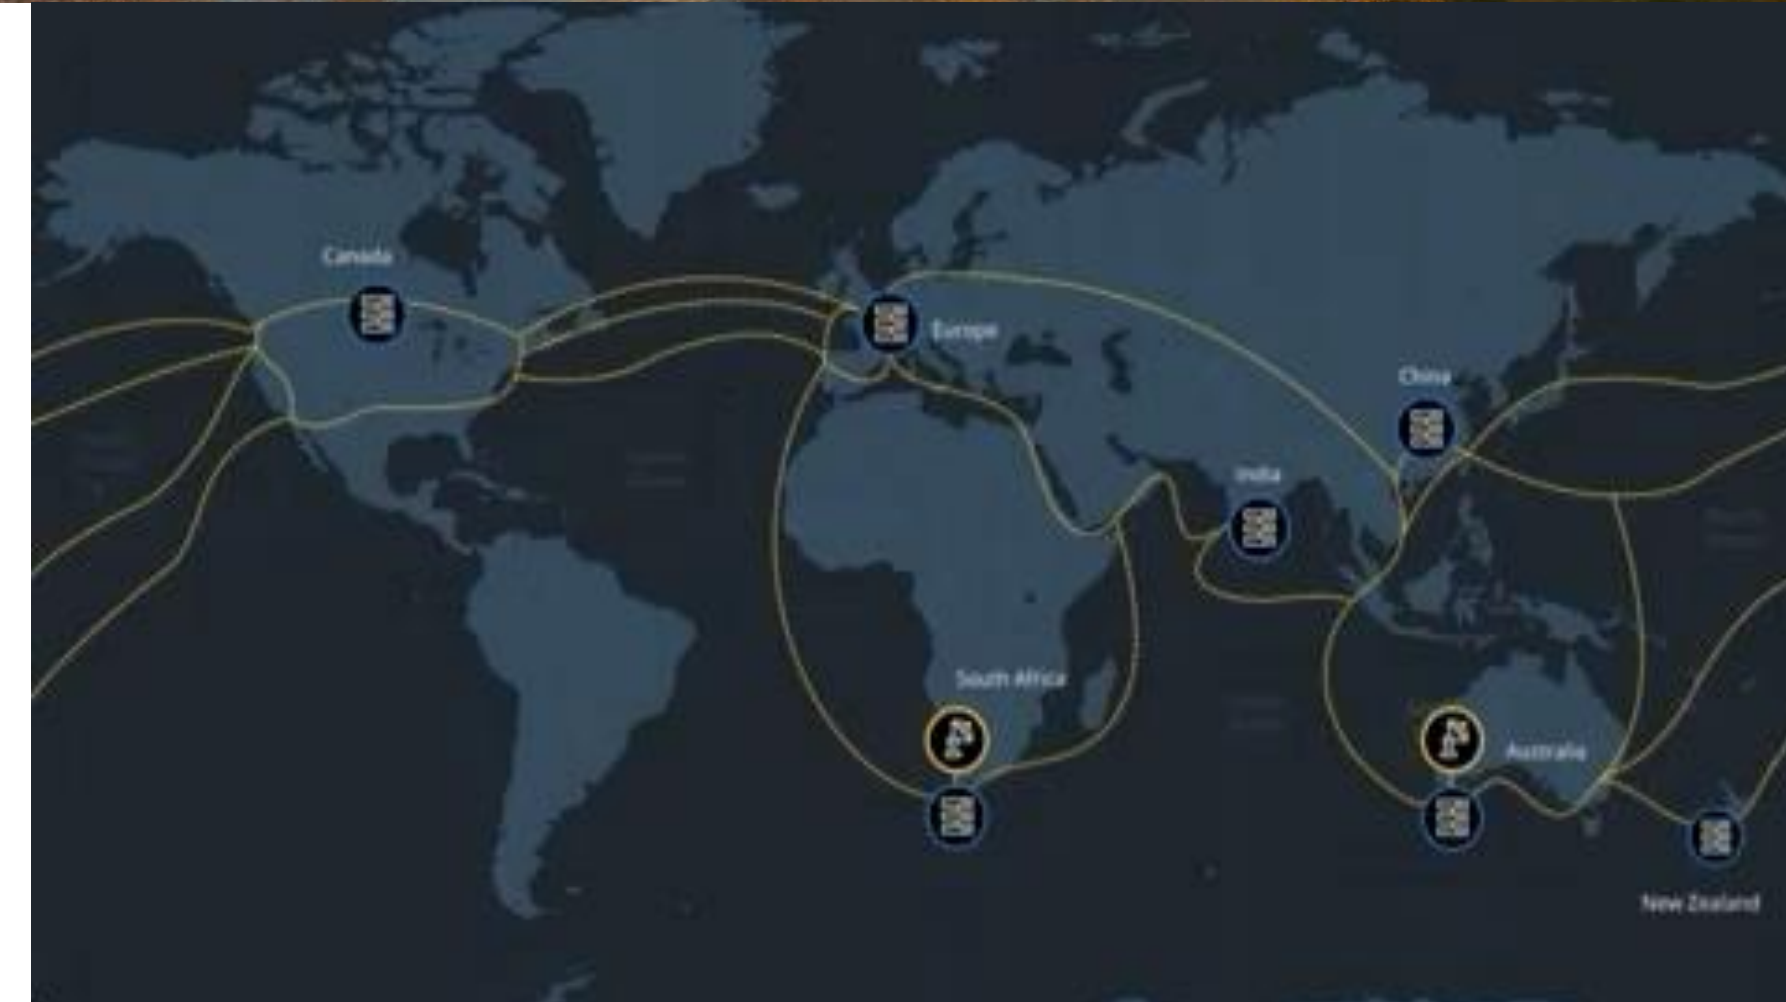 Canada
Europe
China
India
South Africa
Australia
New Zealand